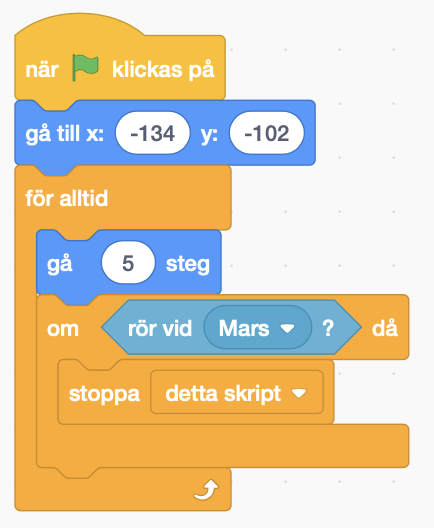 när klickas på
gå till x: -134 y: -102
för alltid
gå 5 steg
om rör vid Mars ? då
stoppa detta skript